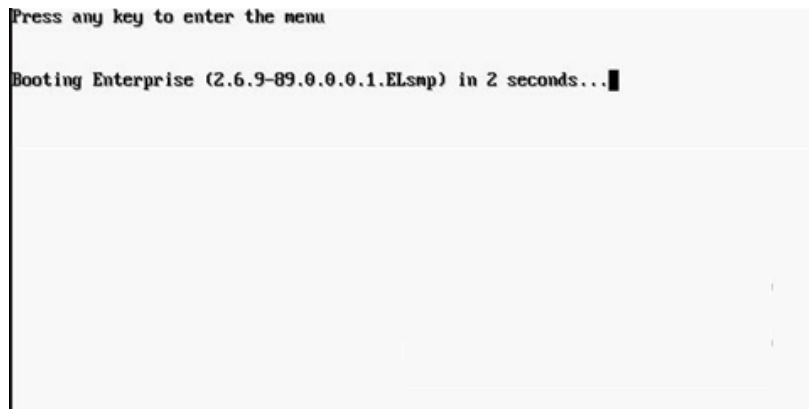 Press any key to enter the menu
Booting Enterprise (2.6.9-89.0.0.0.1.ELsmp) in 2 seconds...